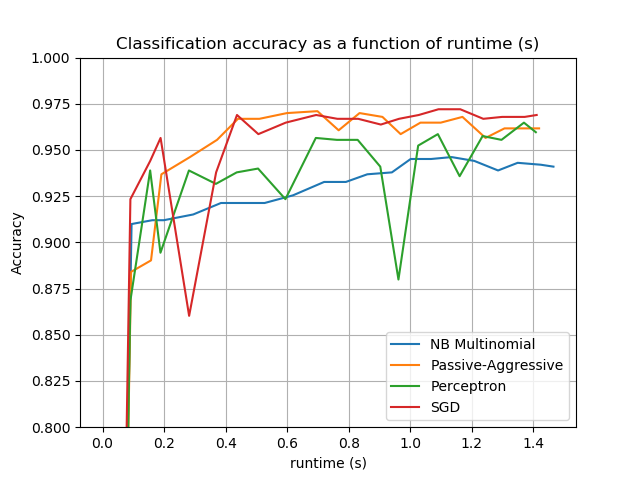 Classification accuracy as a function of runtime (s)
1.000
0.975
0.950
0.925
0.900
0.875
0.850
0.825
0.800
Accuracy
NB Multinomial
Passive-Aggressive
Perceptron
SGD
0.0 0.2 0.4 0.6 0.8 1.0 1.2 1.4
runtime (s)